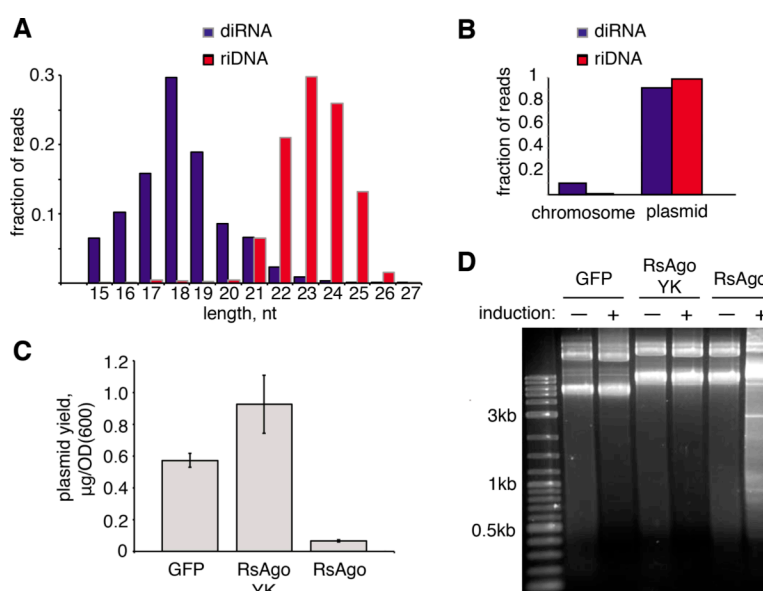 A
diRNA
riDNA
fraction of reads
0.3
0.2
0.1
15 16 17 18 19 20 21 22 23 24 25 26 27
length, nt
B
diRNA
riDNA
fraction of reads
1
0.8
0.6
0.4
0.2
chromosome plasmid
C
plasmid yield,
µg/OD(600)
1.2
1.0
0.8
0.6
0.4
0.2
0
GFP RsAgo RsAgo
YK
D
GFP RsAgo RsAgo
YK
induction: — + — + — +
3kb
1kb
0.5kb